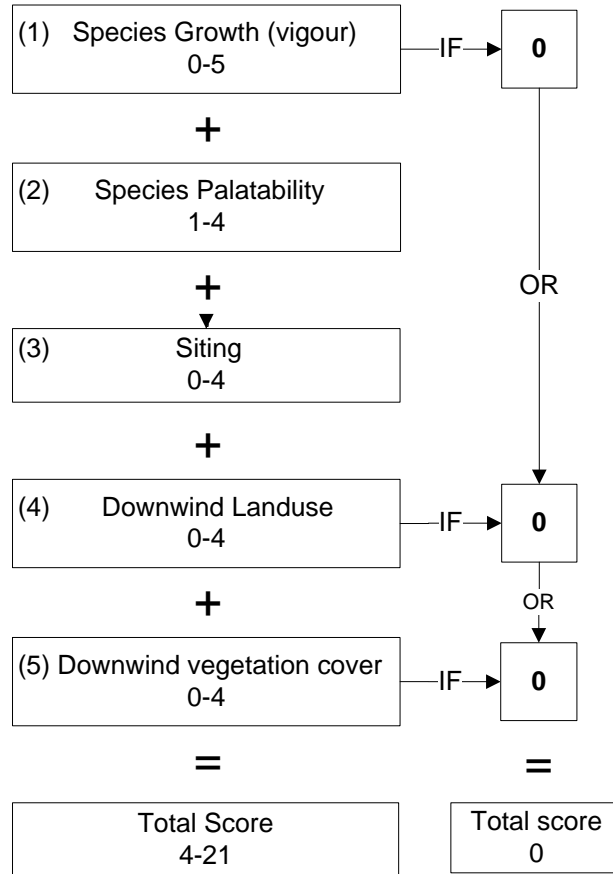 (1) Species Growth (vigour)
0-5
IF
0
+
(2) Species Palatability
1-4
+
OR
(3) Siting
0-4
+
(4) Downwind Landuse
0-4
IF
0
+
OR
(5) Downwind vegetation cover
0-4
IF
0
=
=
Total Score
4-21
Total score
0